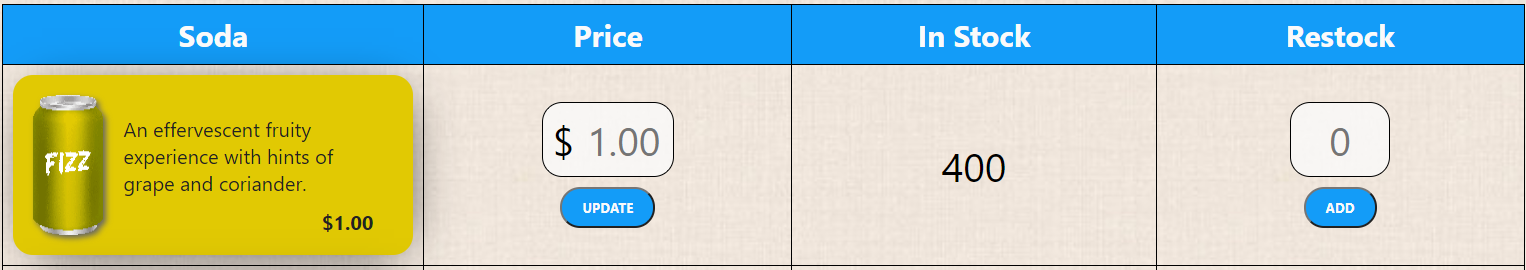 Soda Price In Stock Restock
FIZZ
An effervescent fruity
experience with hints of
grape and coriander.
$1.00
$ 1.00
UPDATE
400
0
ADD